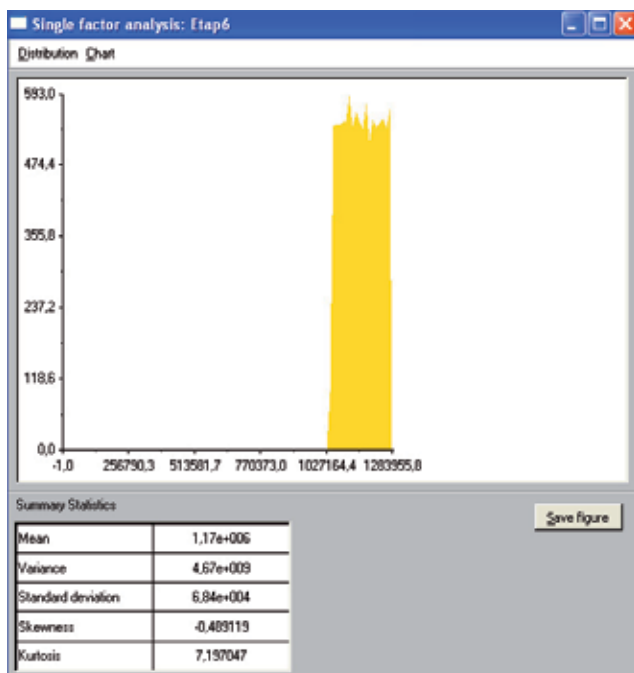 Single factor analysis: Etap6
Distribution Chart
593,0
474,4
355,8
237,2
118,6
0,0
-1,0 256790,3 513581,7 770373,0 1027164,4 1283955,8
Summary Statistics
Save figure
Mean 1,17e+006
Variance 4,67e+009
Standard deviation 6,84e+004
Skewness -0,489119
Kurtosis 7,197047